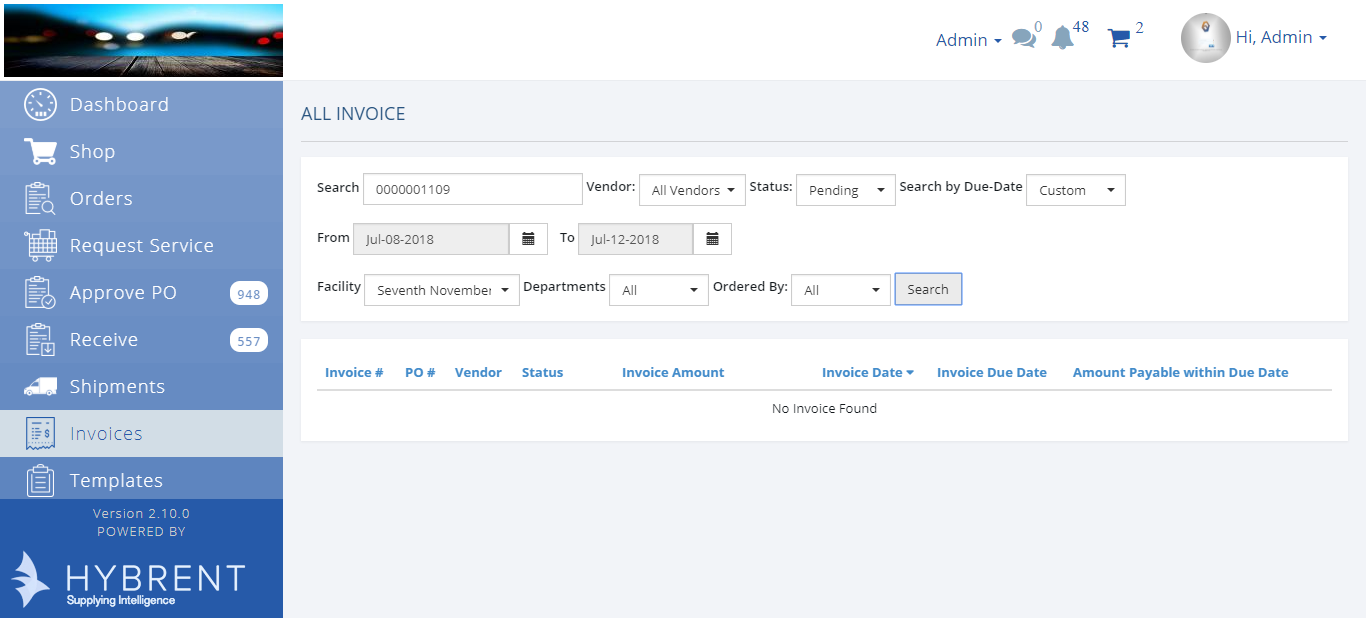 Admin
0
48
2
Hi, Admin
Dashboard
Shop
Orders
Request Service
Approve PO 948
Receive 557
Shipments
Invoices
Templates
Version 2.10.0
POWERED BY
HYBRENT
Supplying Intelligence
ALL INVOICE
Search 0000001109 Vendor: All Vendors Status: Pending Search by Due-Date Custom
From Jul-08-2018 To Jul-12-2018
Facility Seventh November Departments All Ordered By: All Search
Invoice # PO # Vendor Status Invoice Amount Invoice Date Invoice Due Date Amount Payable within Due Date
No Invoice Found